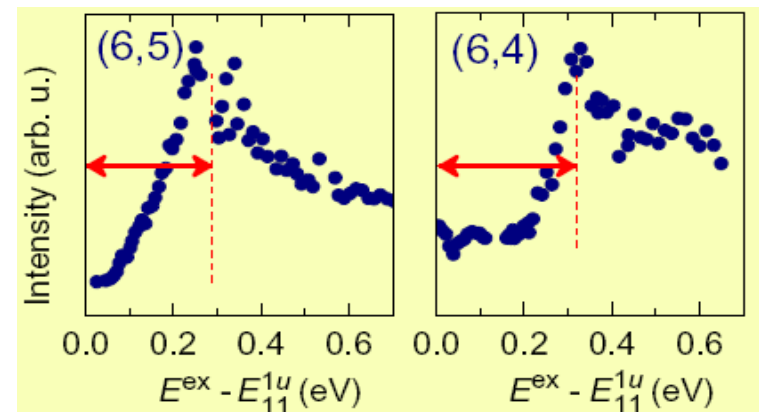 (6,5)
(6,4)
Intensity (arb. u.)
0.0 0.2 0.4 0.6
0.0 0.2 0.4 0.6
E^ex - E_11^1u (eV)
E^ex - E_11^1u (eV)